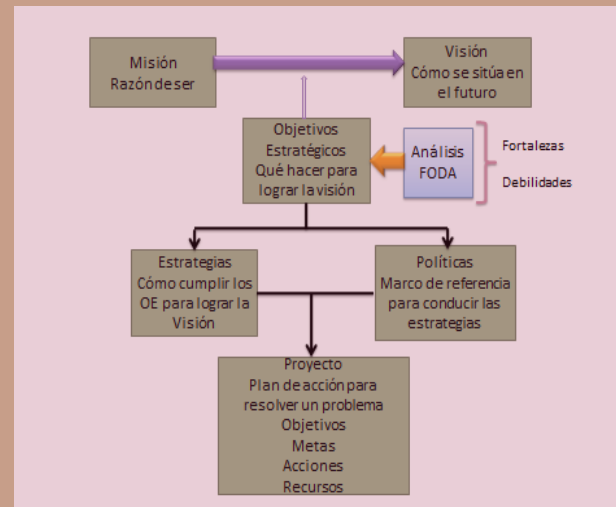 Misión
Razón de ser
Visión
Cómo se sitúa en
el futuro
Objetivos
Estratégicos
Qué hacer para
lograr la visión
Análisis
FODA
Fortalezas
Debilidades
Estrategias
Cómo cumplir los
OE para lograr la
Visión
Políticas
Marco de referencia
para conducir las
estrategias
Proyecto
Plan de acción para
resolver un problema
Objetivos
Metas
Acciones
Recursos